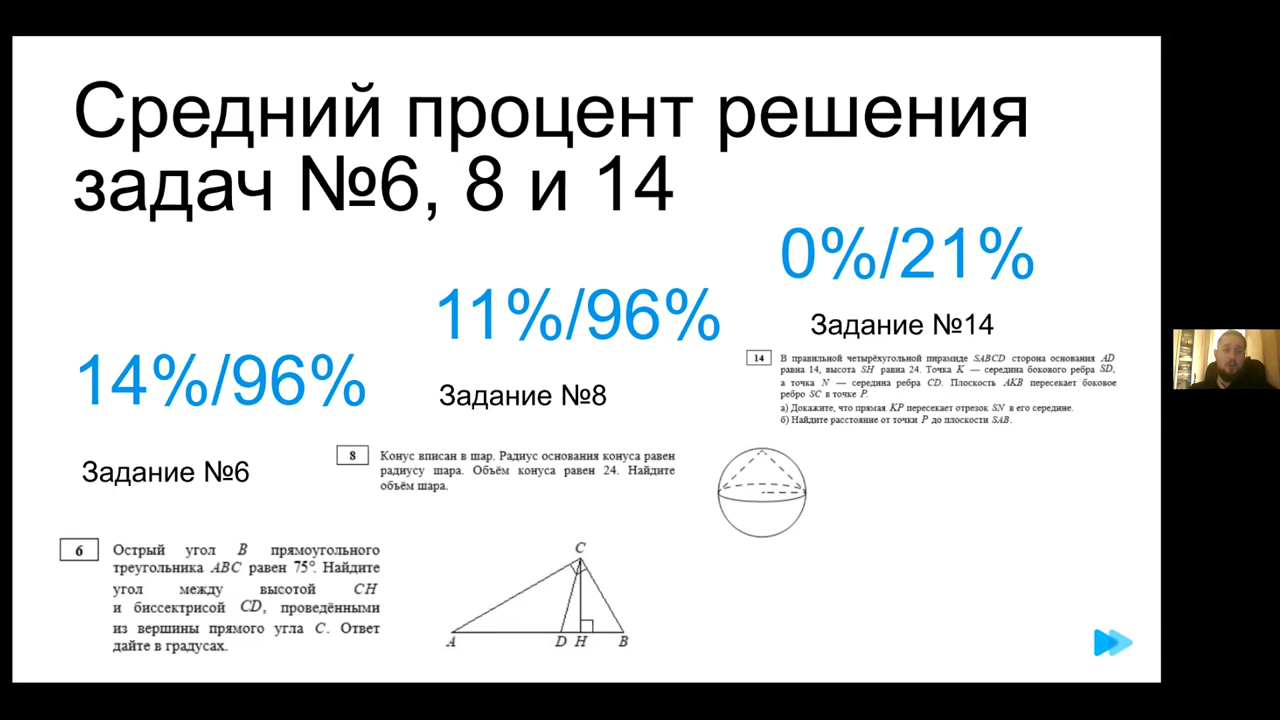 Средний процент решения
задач №6, 8 и 14
0%/21%
11%/96%
Задание №14
14%/96%
Задание №8
Задание №6
14
В правильной четырёхугольной пирамиде SABCD сторона основания AD
равна 14, высота SH равна 24. Точка K — середина бокового ребра SD,
а точка N — середина ребра CD. Плоскость AKB пересекает боковое
ребро SC в точке P.
а) Докажите, что прямая KP пересекает отрезок SN в его середине.
б) Найдите расстояние от точки P до плоскости SAB.
8
Конус вписан в шар. Радиус основания конуса равен
радиусу шара. Объём конуса равен 24. Найдите
объём шара.
6
Острый угол B прямоугольного
треугольника ABC равен 75°. Найдите
угол между высотой CH
и биссектрисой CD, проведёнными
из вершины прямого угла C. Ответ
дайте в градусах.
C
A D H B